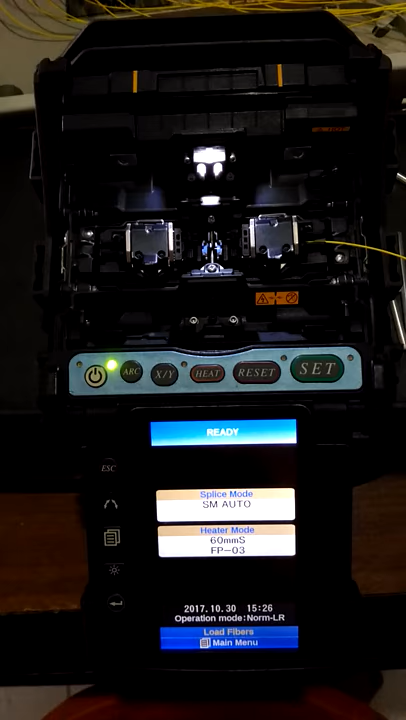 ARC
X/Y
HEAT
RESET
SET
READY
ESC
Splice Mode
SM AUTO
Heater Mode
60mmS
FP-03
2017.10.30 15:26
Operation mode:Norm-LR
Load Fibers
Main Menu